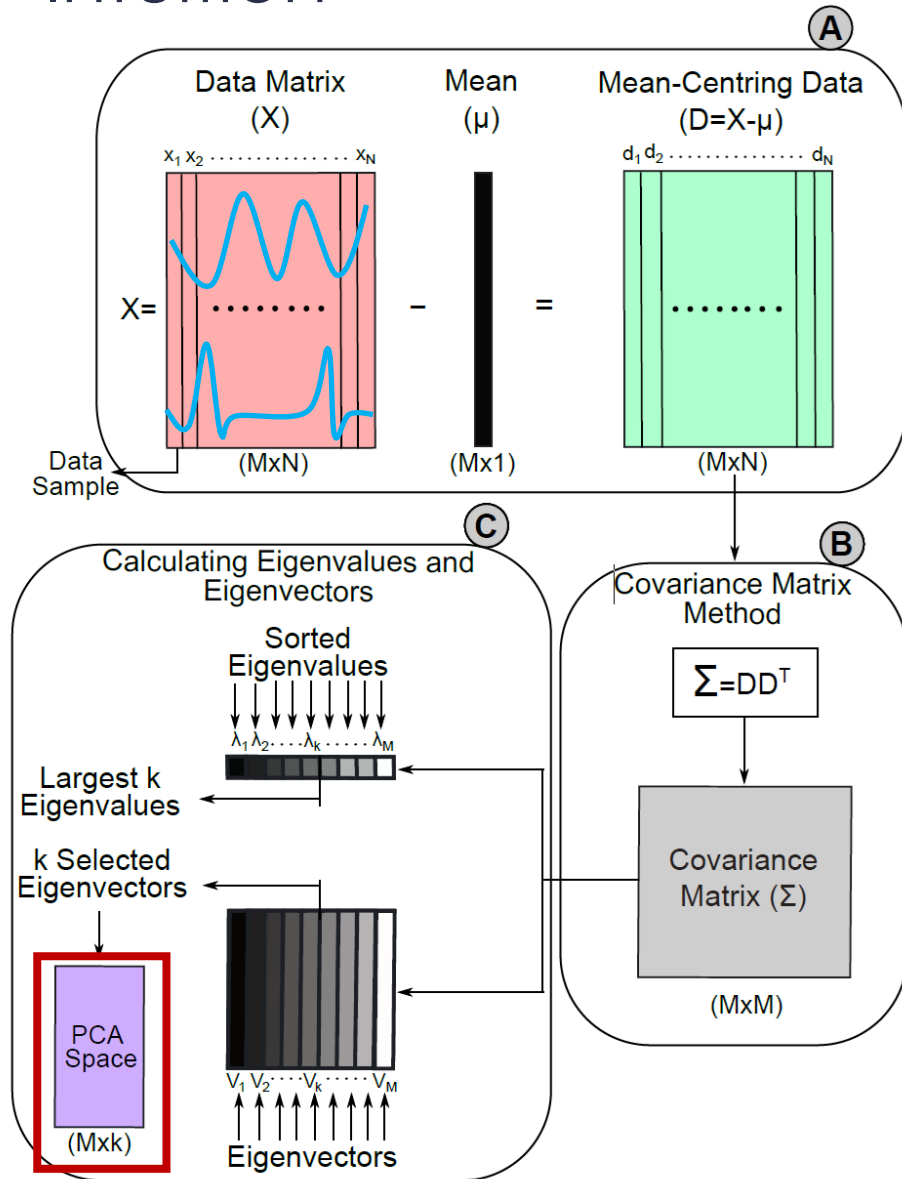 A
Data Matrix
(X)
Mean
(μ)
Mean-Centring Data
(D=X-μ)
x1 x2 .................. xN
d1 d2 .................. dN
X=
........
−
=
........
(MxN)
(Mx1)
(MxN)
Data
Sample
C
Calculating Eigenvalues and
Eigenvectors
Sorted
Eigenvalues
λ1 λ2 ..... λk ...... λM
Largest k
Eigenvalues
k Selected
Eigenvectors
PCA
Space
(Mxk)
V1 V2 ..... Vk ...... VM
Eigenvectors
B
Covariance Matrix
Method
Σ=DDᵀ
Covariance
Matrix (Σ)
(MxM)